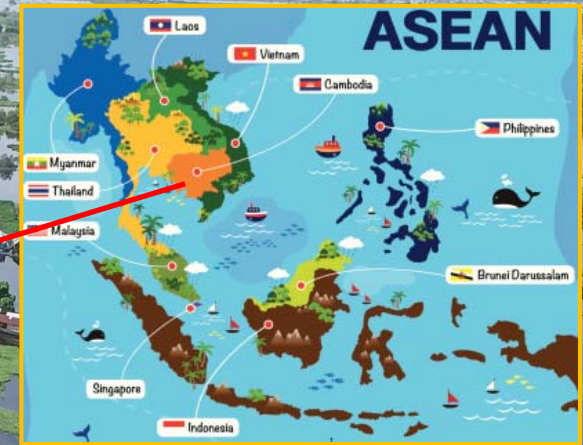 ASEAN
Laos
Vietnam
Cambodia
Philippines
Myanmar
Thailand
Malaysia
Brunei Darussalam
Singapore
Indonesia